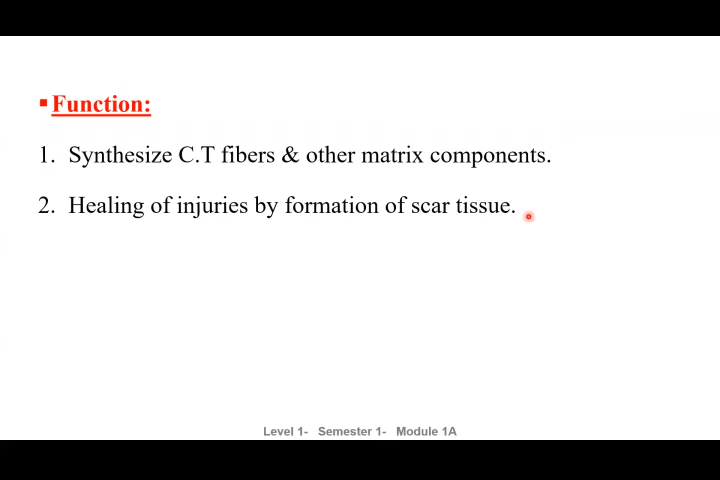 ▪ Function:
1. Synthesize C.T fibers & other matrix components.
2. Healing of injuries by formation of scar tissue.
Level 1- Semester 1- Module 1A